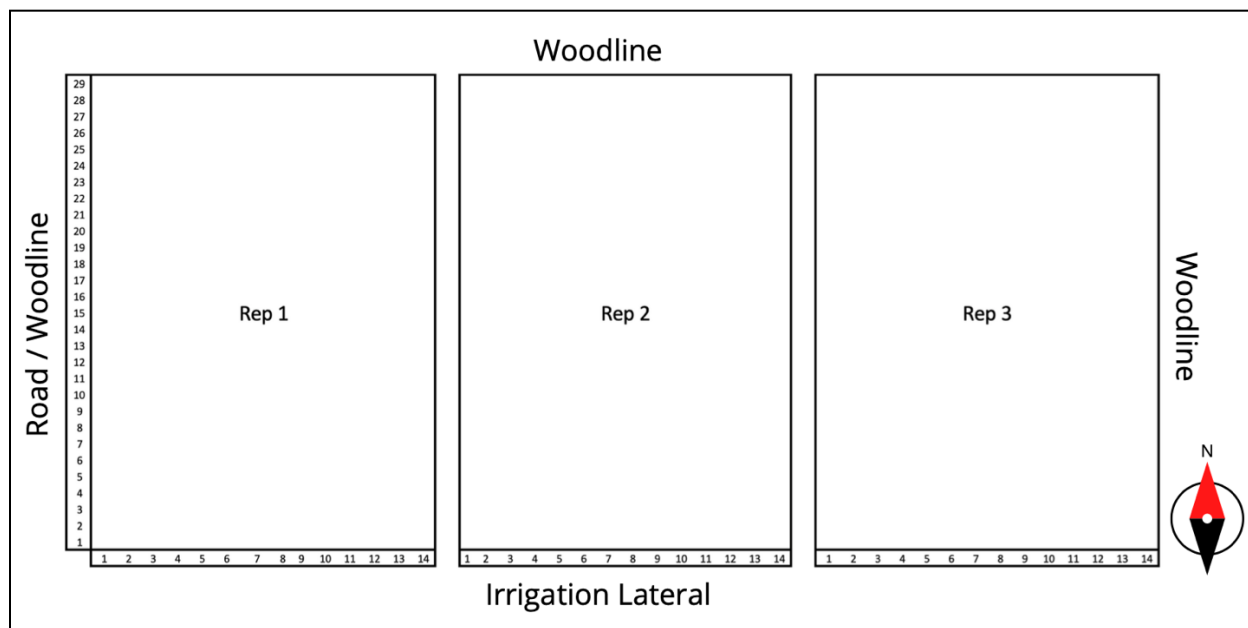 Woodline
29
28
27
26
25
24
23
22
21
20
19
18
17
16
15
14
13
12
11
10
9
8
7
6
5
4
3
2
1
Road / Woodline
Rep 1
Rep 2
Rep 3
Woodline
N
1 2 3 4 5 6 7 8 9 10 11 12 13 14
1 2 3 4 5 6 7 8 9 10 11 12 13 14
1 2 3 4 5 6 7 8 9 10 11 12 13 14
Irrigation Lateral